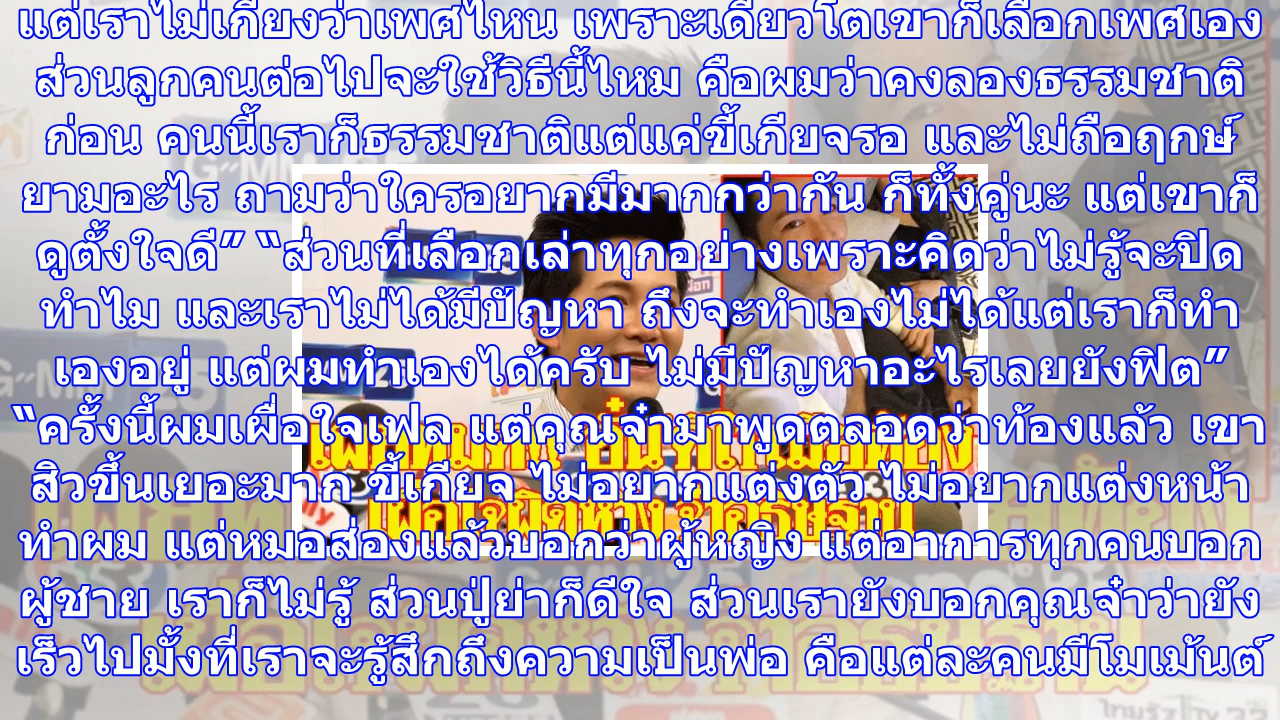 แต่เราไม่เกี่ยงว่าเพศไหน เพราะเดี๋ยวโตเขาก็เลือกเพศเอง
ส่วนลูกคนต่อไปจะใช้วิธีนี้ไหม คือผมว่าคงลองธรรมชาติ
ก่อน คนนี้เราก็ธรรมชาติแต่แค่ขี้เกียจรอ และไม่ถือฤกษ์
ยามอะไร ถามว่าใครอยากมีมากกว่ากัน ก็ทั้งคู่นะ แต่เขาก็
ดูตั้งใจดี” “ส่วนที่เลือกเล่าทุกอย่างเพราะคิดว่าไม่รู้จะปิด
ทำไม และเราไม่ได้มีปัญหา ถึงจะทำเองไม่ได้แต่เราก็ทำ
เองอยู่ แต่ผมทำเองได้ครับ ไม่มีปัญหาอะไรเลยยังฟิต”
“ครั้งนี้ผมเผื่อใจเฟล แต่คุณจ๋ามาพูดตลอดว่าท้องแล้ว เขา
สิวขึ้นเยอะมาก ขี้เกียจ ไม่อยากแต่งตัว ไม่อยากแต่งหน้า
ทำผม แต่หมอส่องแล้วบอกว่าผู้หญิง แต่อาการทุกคนบอก
ผู้ชาย เราก็ไม่รู้ ส่วนปู่ย่าก็ดีใจ ส่วนเรายังบอกคุณจ๋าว่ายัง
เร็วไปมั้งที่เราจะรู้สึกถึงความเป็นพ่อ คือแต่ละคนมีโมเม้นต์